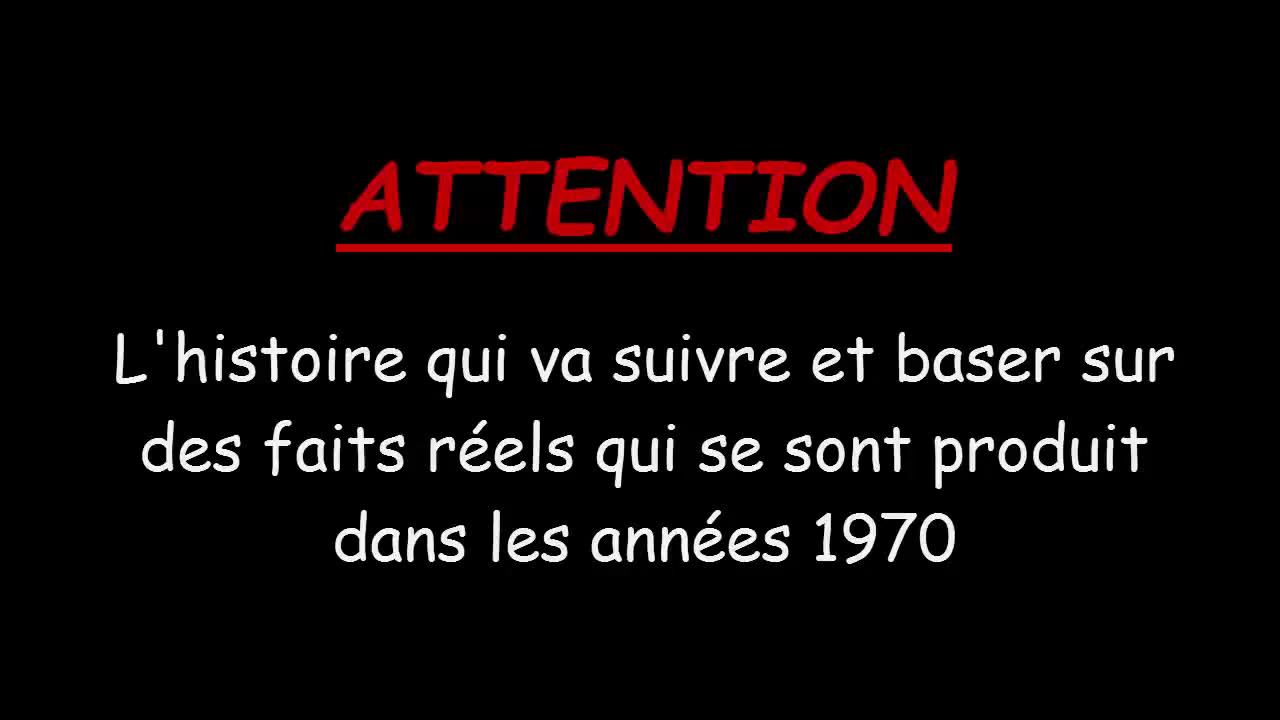 ATTENTION
L'histoire qui va suivre et baser sur
des faits réels qui se sont produit
dans les années 1970